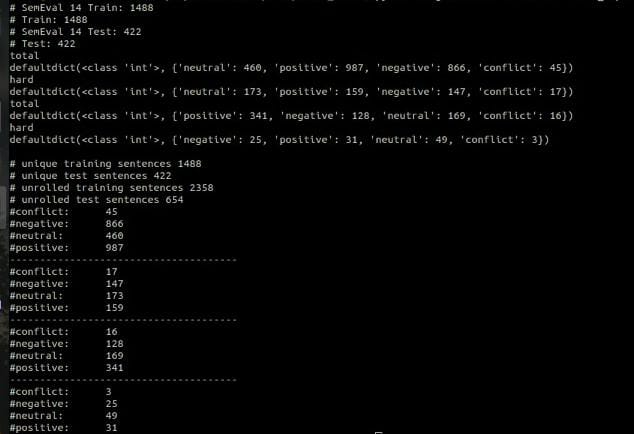 # SemEval 14 Train: 1488
# Train: 1488
# SemEval 14 Test: 422
# Test: 422
total
defaultdict(<class 'int'>, {'neutral': 460, 'positive': 987, 'negative': 866, 'conflict': 45})
hard
defaultdict(<class 'int'>, {'neutral': 173, 'positive': 159, 'negative': 147, 'conflict': 17})
total
defaultdict(<class 'int'>, {'positive': 341, 'negative': 128, 'neutral': 169, 'conflict': 16})
hard
defaultdict(<class 'int'>, {'negative': 25, 'positive': 31, 'neutral': 49, 'conflict': 3})
# unique training sentences 1488
# unique test sentences 422
# unrolled training sentences 2358
# unrolled test sentences 654
#conflict: 45
#negative: 866
#neutral: 460
#positive: 987
------------------------------------
#conflict: 17
#negative: 147
#neutral: 173
#positive: 159
------------------------------------
#conflict: 16
#negative: 128
#neutral: 169
#positive: 341
------------------------------------
#conflict: 3
#negative: 25
#neutral: 49
#positive: 31